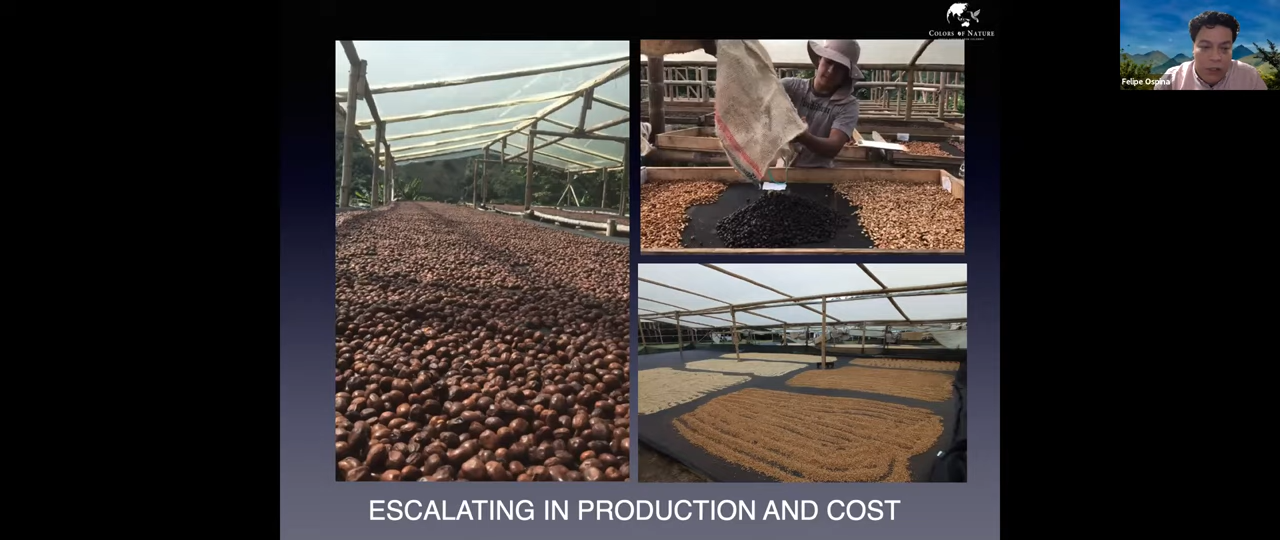 COLORS OF NATURE
Felipe Ospina
ESCALATING IN PRODUCTION AND COST